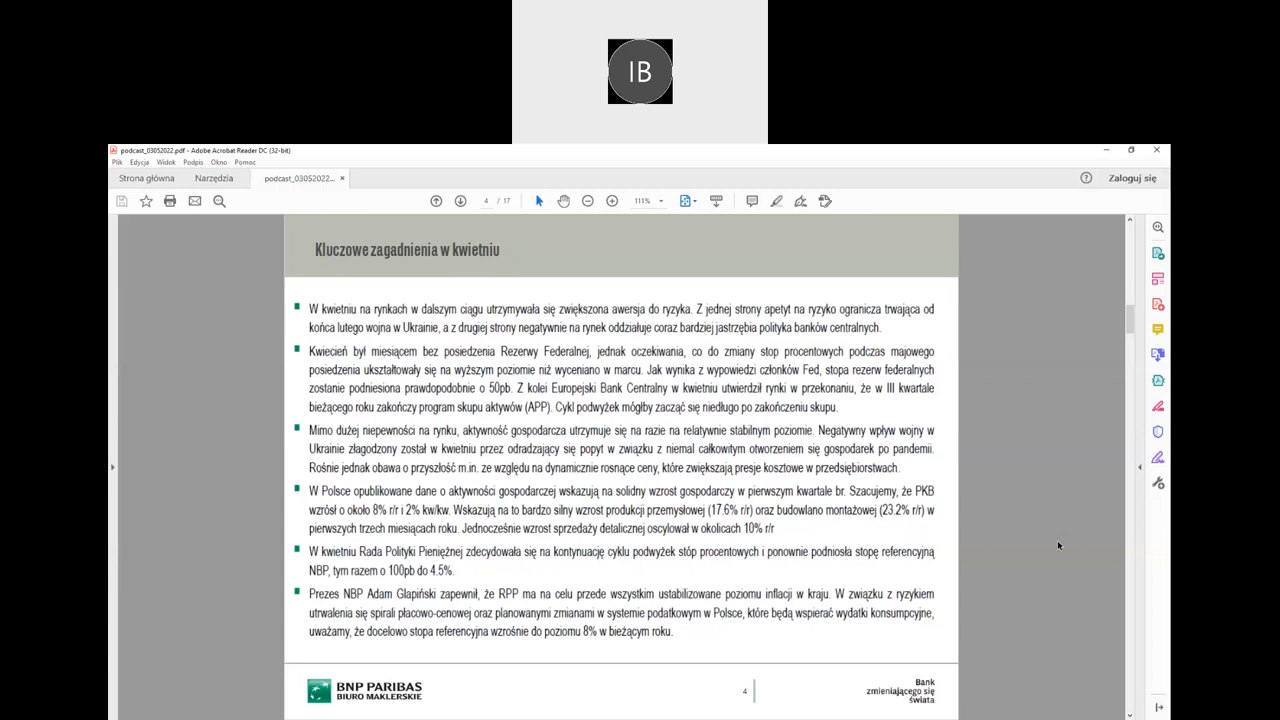 IB
podcast_03052022.pdf - Adobe Acrobat Reader DC (32-bit)
Plik Edycja Widok Podpis Okno Pomoc
Strona główna Narzędzia podcast_03052022... × Zaloguj się
4 / 17 111%
Kluczowe zagadnienia w kwietniu
W kwietniu na rynkach w dalszym ciągu utrzymywała się zwiększona awersja do ryzyka. Z jednej strony apetyt na ryzyko ogranicza trwająca od
końca lutego wojna w Ukrainie, a z drugiej strony negatywnie na rynek oddziałuje coraz bardziej jastrzębia polityka banków centralnych.
Kwiecień był miesiącem bez posiedzenia Rezerwy Federalnej, jednak oczekiwania, co do zmiany stop procentowych podczas majowego
posiedzenia ukształtowały się na wyższym poziomie niż wyceniano w marcu. Jak wynika z wypowiedzi członków Fed, stopa rezerw federalnych
zostanie podniesiona prawdopodobnie o 50pb. Z kolei Europejski Bank Centralny w kwietniu utwierdził rynki w przekonaniu, że w III kwartale
bieżącego roku zakończy program skupu aktywów (APP). Cykl podwyżek mógłby zacząć się niedługo po zakończeniu skupu.
Mimo dużej niepewności na rynku, aktywność gospodarcza utrzymuje się na razie na relatywnie stabilnym poziomie. Negatywny wpływ wojny w
Ukrainie złagodzony został w kwietniu przez odradzający się popyt w związku z niemal całkowitym otworzeniem się gospodarek po pandemii.
Rośnie jednak obawa o przyszłość m.in. ze względu na dynamicznie rosnące ceny, które zwiększają presje kosztowe w przedsiębiorstwach.
W Polsce opublikowane dane o aktywności gospodarczej wskazują na solidny wzrost gospodarczy w pierwszym kwartale br. Szacujemy, że PKB
wzrósł o około 8% r/r i 2% kw/kw. Wskazują na to bardzo silny wzrost produkcji przemysłowej (17.6% r/r) oraz budowlano montażowej (23.2% r/r) w
pierwszych trzech miesiącach roku. Jednocześnie wzrost sprzedaży detalicznej oscylował w okolicach 10% r/r
W kwietniu Rada Polityki Pieniężnej zdecydowała się na kontynuację cyklu podwyżek stóp procentowych i ponownie podniosła stopę referencyjną
NBP, tym razem o 100pb do 4.5%.
Prezes NBP Adam Glapiński zapewnił, że RPP ma na celu przede wszystkim ustabilizowane poziomu inflacji w kraju. W związku z ryzykiem
utrwalenia się spirali płacowo-cenowej oraz planowanymi zmianami w systemie podatkowym w Polsce, które będą wspierać wydatki konsumpcyjne,
uważamy, że docelowo stopa referencyjna wzrośnie do poziomu 8% w bieżącym roku.
BNP PARIBAS
BIURO MAKLERSKIE
4
Bank
zmieniającego się
świata